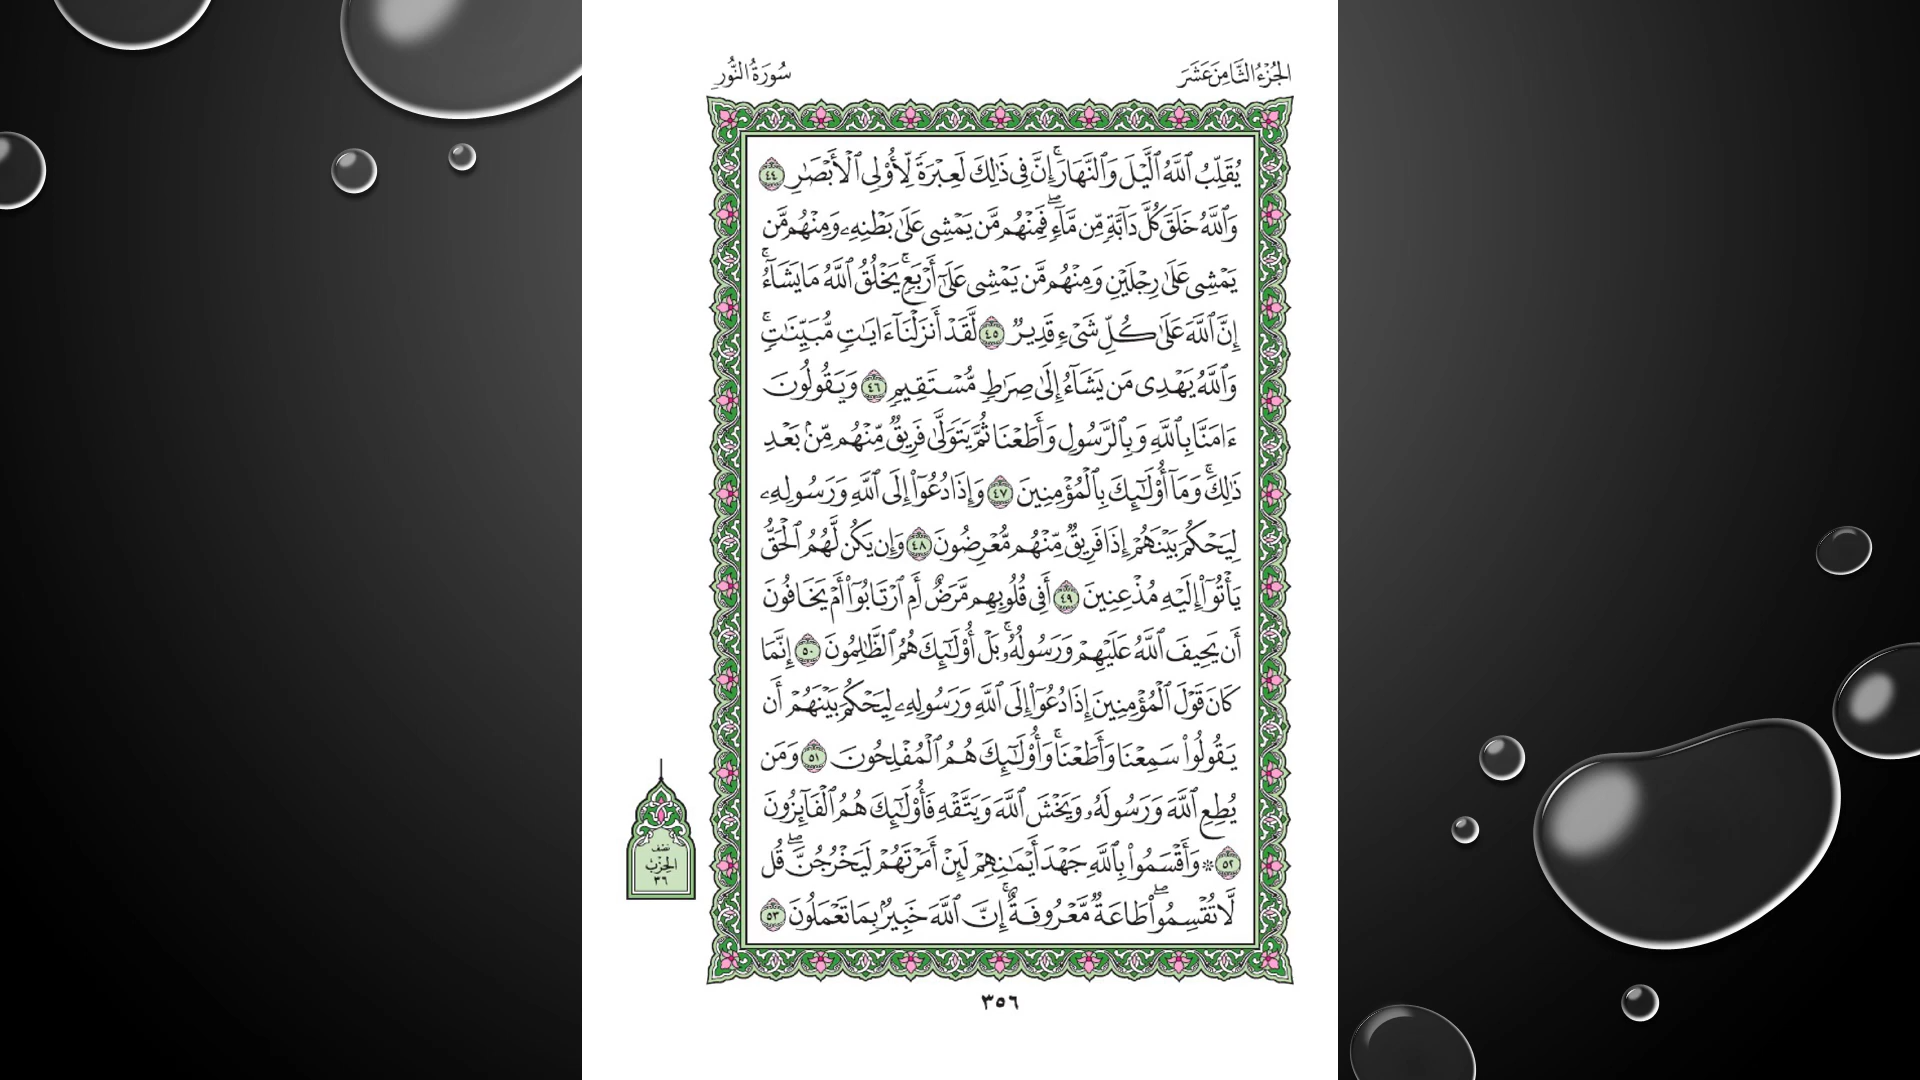 الجزء الثامن عشر
سورة النور
يُقَلِّبُ ٱللَّهُ ٱلَّيۡلَ وَٱلنَّهَارَۚ إِنَّ فِي ذَٰلِكَ لَعِبۡرَةٗ لِّأُوْلِي ٱلۡأَبۡصَٰرِ ٤٤
وَٱللَّهُ خَلَقَ كُلَّ دَآبَّةٖ مِّن مَّآءٖۖ فَمِنۡهُم مَّن يَمۡشِي عَلَىٰ بَطۡنِهِۦ وَمِنۡهُم مَّن
يَمۡشِي عَلَىٰ رِجۡلَيۡنِ وَمِنۡهُم مَّن يَمۡشِي عَلَىٰٓ أَرۡبَعٖۚ يَخۡلُقُ ٱللَّهُ مَا يَشَآءُۚ
إِنَّ ٱللَّهَ عَلَىٰ كُلِّ شَيۡءٖ قَدِيرٞ ٤٥ لَّقَدۡ أَنزَلۡنَآ ءَايَٰتٖ مُّبَيِّنَٰتٖۚ
وَٱللَّهُ يَهۡدِي مَن يَشَآءُ إِلَىٰ صِرَٰطٖ مُّسۡتَقِيمٖ ٤٦ وَيَقُولُونَ
ءَامَنَّا بِٱللَّهِ وَبِٱلرَّسُولِ وَأَطَعۡنَا ثُمَّ يَتَوَلَّىٰ فَرِيقٞ مِّنۡهُم مِّنۢ بَعۡدِ
ذَٰلِكَۚ وَمَآ أُوْلَٰٓئِكَ بِٱلۡمُؤۡمِنِينَ ٤٧ وَإِذَا دُعُوٓاْ إِلَى ٱللَّهِ وَرَسُولِهِۦ
لِيَحۡكُمَ بَيۡنَهُمۡ إِذَا فَرِيقٞ مِّنۡهُم مُّعۡرِضُونَ ٤٨ وَإِن يَكُن لَّهُمُ ٱلۡحَقُّ
يَأۡتُوٓاْ إِلَيۡهِ مُذۡعِنِينَ ٤٩ أَفِي قُلُوبِهِم مَّرَضٌ أَمِ ٱرۡتَابُوٓاْ أَمۡ يَخَافُونَ
أَن يَحِيفَ ٱللَّهُ عَلَيۡهِمۡ وَرَسُولُهُۥۚ بَلۡ أُوْلَٰٓئِكَ هُمُ ٱلظَّٰلِمُونَ ٥٠ إِنَّمَا
كَانَ قَوۡلَ ٱلۡمُؤۡمِنِينَ إِذَا دُعُوٓاْ إِلَى ٱللَّهِ وَرَسُولِهِۦ لِيَحۡكُمَ بَيۡنَهُمۡ أَن
يَقُولُواْ سَمِعۡنَا وَأَطَعۡنَاۚ وَأُوْلَٰٓئِكَ هُمُ ٱلۡمُفۡلِحُونَ ٥١ وَمَن
يُطِعِ ٱللَّهَ وَرَسُولَهُۥ وَيَخۡشَ ٱللَّهَ وَيَتَّقۡهِ فَأُوْلَٰٓئِكَ هُمُ ٱلۡفَآئِزُونَ
٥٢ ۞ وَأَقۡسَمُواْ بِٱللَّهِ جَهۡدَ أَيۡمَٰنِهِمۡ لَئِنۡ أَمَرۡتَهُمۡ لَيَخۡرُجُنَّۖ قُل
لَّا تُقۡسِمُواْۖ طَاعَةٞ مَّعۡرُوفَةٌۚ إِنَّ ٱللَّهَ خَبِيرُۢ بِمَا تَعۡمَلُونَ ٥٣
نصف
الحزب
٣٦
٣٥٦